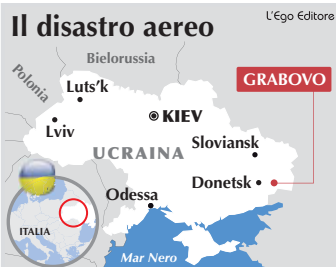 L'Ego Editore
Il disastro aereo
Bielorussia
Polonia
Luts'k
GRABOVO
KIEV
Lviv
Sloviansk
UCRAINA
Donetsk
Odessa
ITALIA
Mar Nero